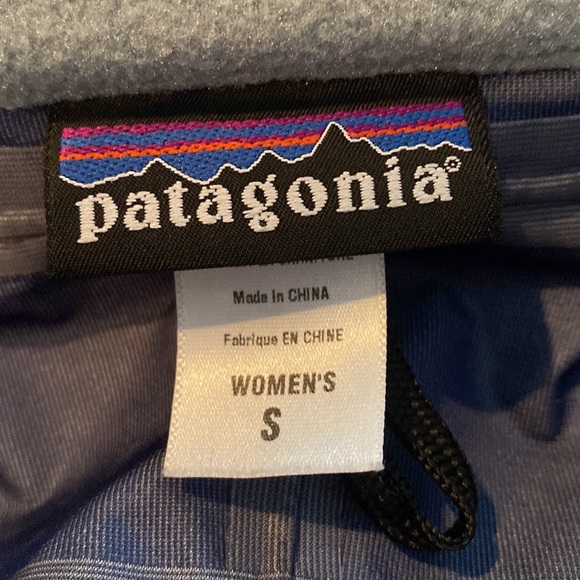 patagonia®
Made In CHINA
Fabrique EN CHINE
WOMEN'S
S